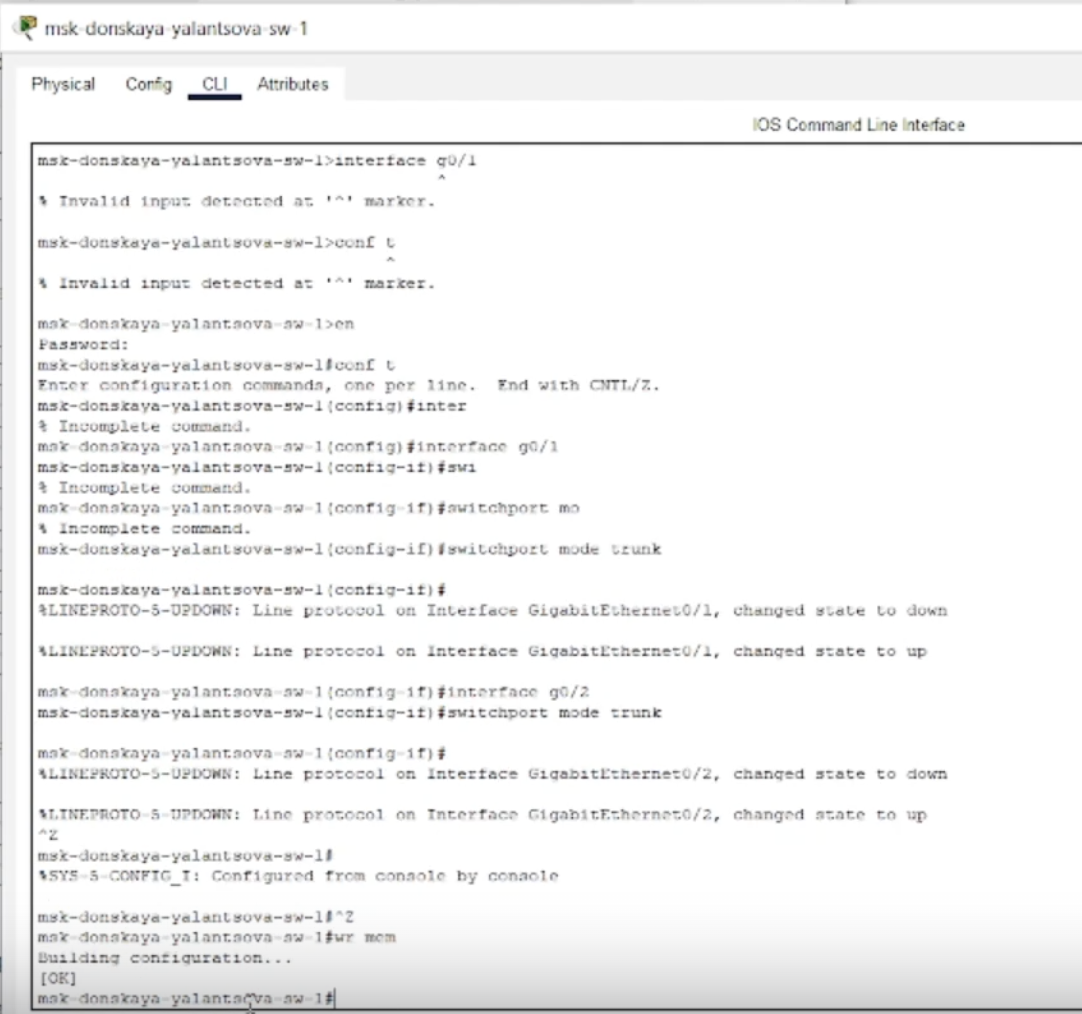 msk-donskaya-yalantsova-sw-1
Physical Config CLI Attributes
IOS Command Line Interface
msk-donskaya-yalantsova-sw-1>interface g0/1
^
% Invalid input detected at '^' marker.
msk-donskaya-yalantsova-sw-1>conf t
^
% Invalid input detected at '^' marker.
msk-donskaya-yalantsova-sw-1>en
Password:
msk-donskaya-yalantsova-sw-1#conf t
Enter configuration commands, one per line.  End with CNTL/Z.
msk-donskaya-yalantsova-sw-1(config)#inter
% Incomplete command.
msk-donskaya-yalantsova-sw-1(config)#interface g0/1
msk-donskaya-yalantsova-sw-1(config-if)#swi
% Incomplete command.
msk-donskaya-yalantsova-sw-1(config-if)#switchport mo
% Incomplete command.
msk-donskaya-yalantsova-sw-1(config-if)#switchport mode trunk
msk-donskaya-yalantsova-sw-1(config-if)#
%LINEPROTO-5-UPDOWN: Line protocol on Interface GigabitEthernet0/1, changed state to down
%LINEPROTO-5-UPDOWN: Line protocol on Interface GigabitEthernet0/1, changed state to up
msk-donskaya-yalantsova-sw-1(config-if)#interface g0/2
msk-donskaya-yalantsova-sw-1(config-if)#switchport mode trunk
msk-donskaya-yalantsova-sw-1(config-if)#
%LINEPROTO-5-UPDOWN: Line protocol on Interface GigabitEthernet0/2, changed state to down
%LINEPROTO-5-UPDOWN: Line protocol on Interface GigabitEthernet0/2, changed state to up
^Z
msk-donskaya-yalantsova-sw-1#
%SYS-5-CONFIG_I: Configured from console by console
msk-donskaya-yalantsova-sw-1#^Z
msk-donskaya-yalantsova-sw-1#wr mem
Building configuration...
[OK]
msk-donskaya-yalantsova-sw-1#